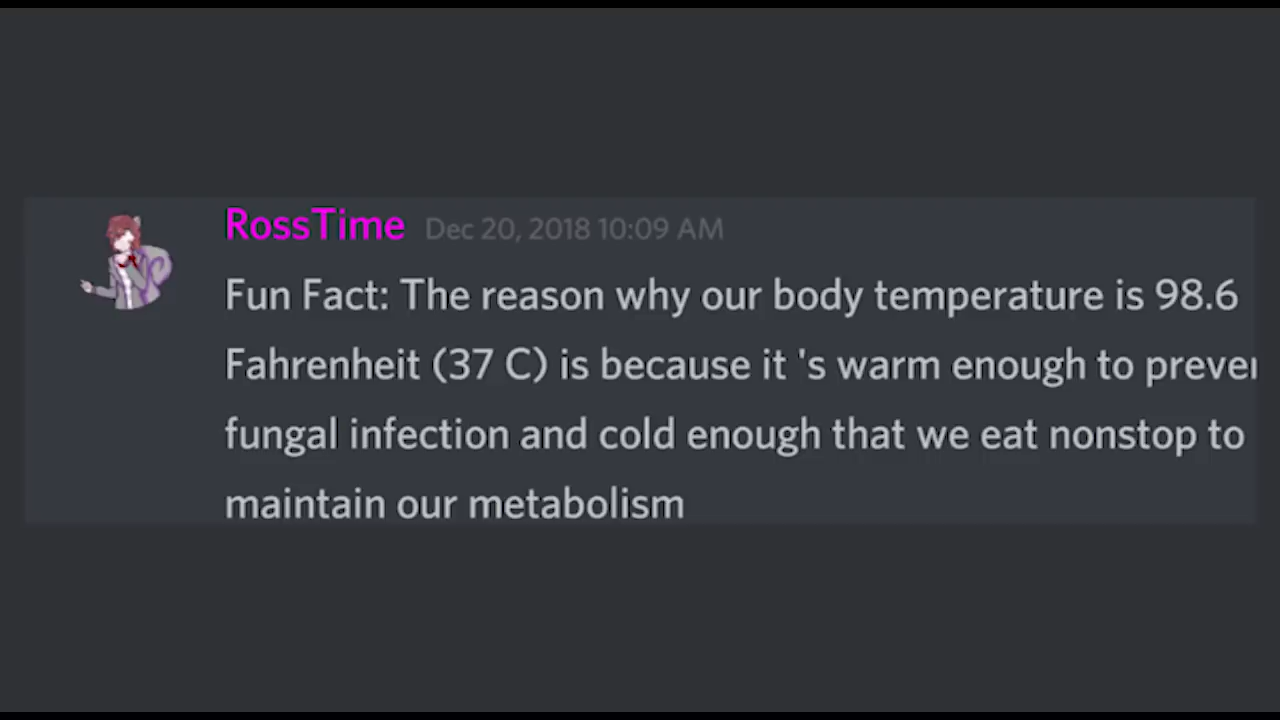 RossTime Dec 20, 2018 10:09 AM
Fun Fact: The reason why our body temperature is 98.6
Fahrenheit (37 C) is because it 's warm enough to preve
fungal infection and cold enough that we eat nonstop to
maintain our metabolism